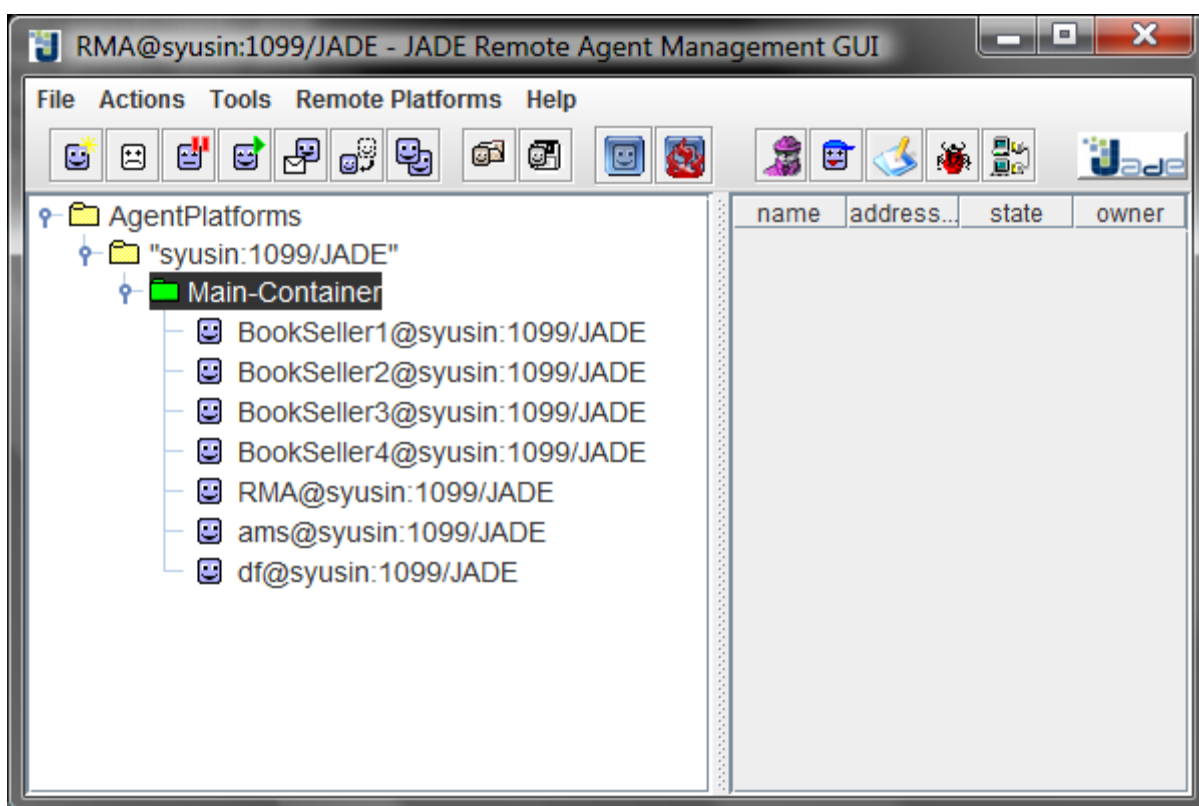 RMA@syusin:1099/JADE - JADE Remote Agent Management GUI
File Actions Tools Remote Platforms Help
Jade
AgentPlatforms
"syusin:1099/JADE"
Main-Container
BookSeller1@syusin:1099/JADE
BookSeller2@syusin:1099/JADE
BookSeller3@syusin:1099/JADE
BookSeller4@syusin:1099/JADE
RMA@syusin:1099/JADE
ams@syusin:1099/JADE
df@syusin:1099/JADE
name address... state owner